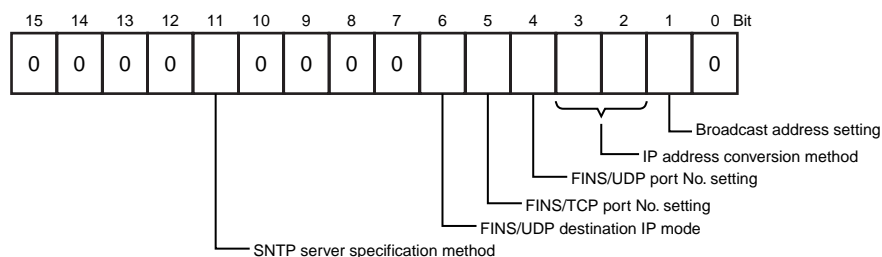 15 14 13 12 11 10 9 8 7 6 5 4 3 2 1 0 Bit
0 0 0 0 0 0 0 0 0
Broadcast address setting
IP address conversion method
FINS/UDP port No. setting
FINS/TCP port No. setting
FINS/UDP destination IP mode
SNTP server specification method